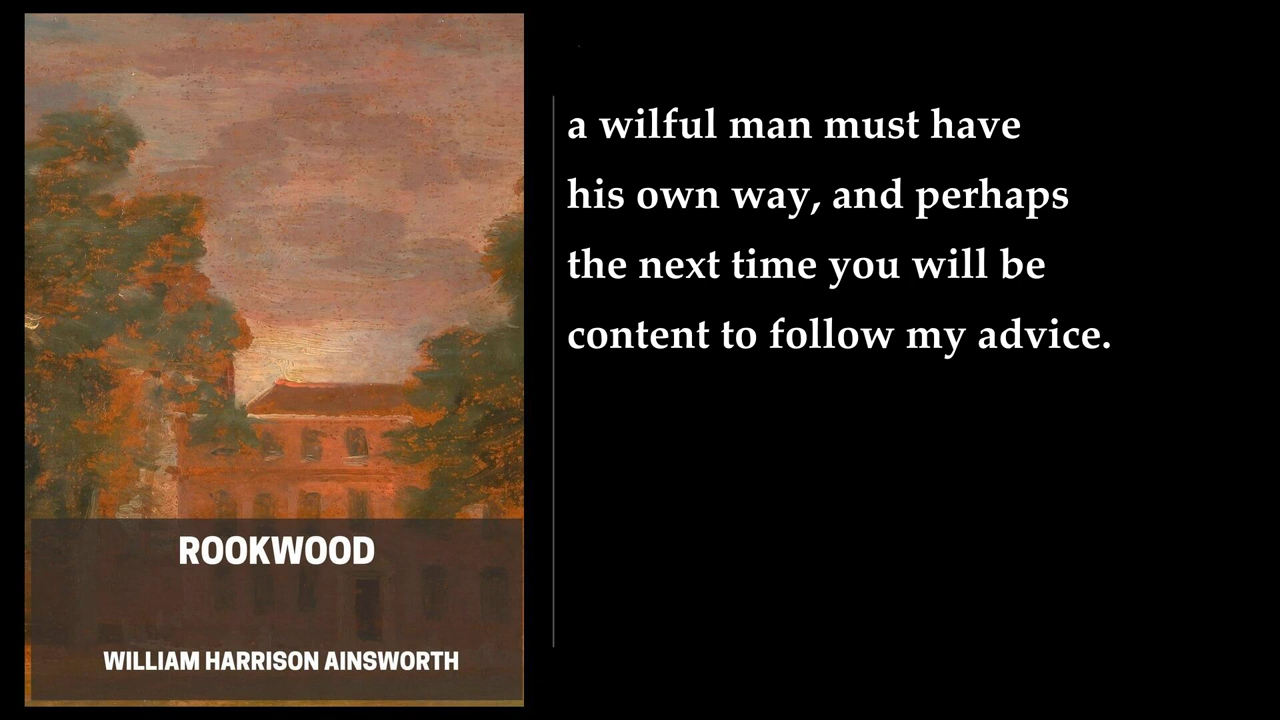 a wilful man must have
his own way, and perhaps
the next time you will be
content to follow my advice.
ROOKWOOD
WILLIAM HARRISON AINSWORTH